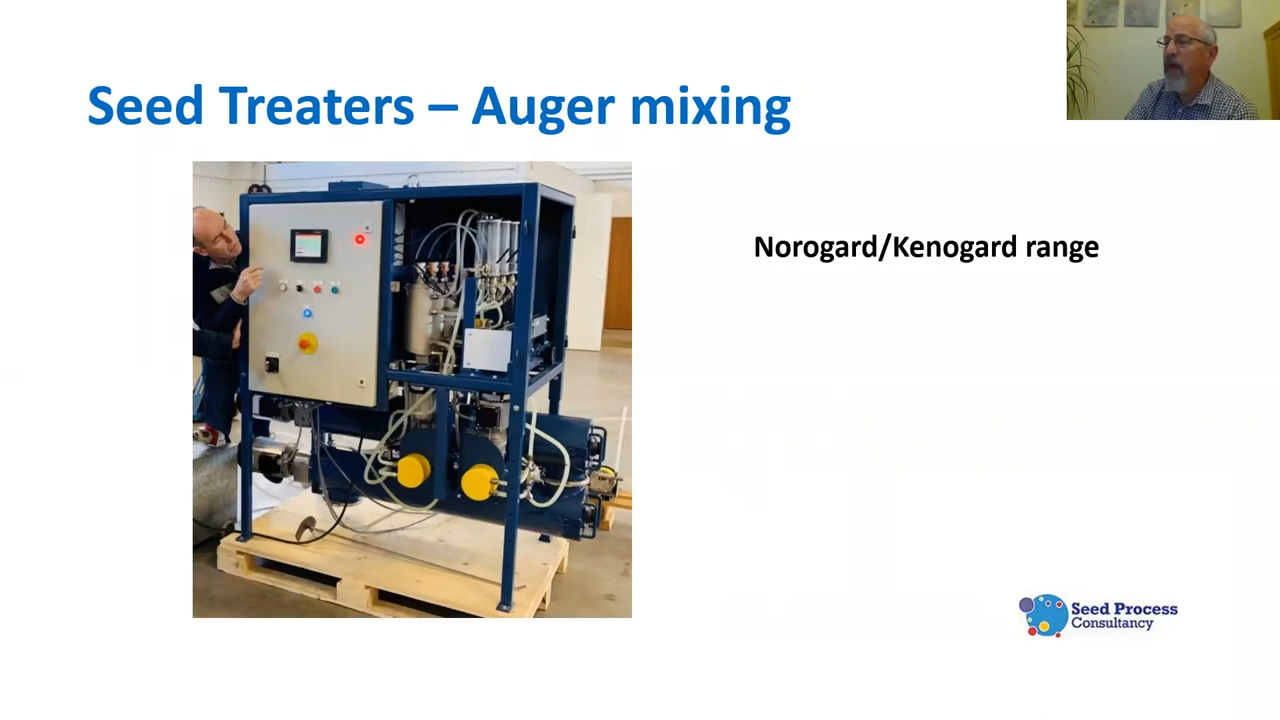 Seed Treaters – Auger mixing
Norogard/Kenogard range
Seed Process
Consultancy